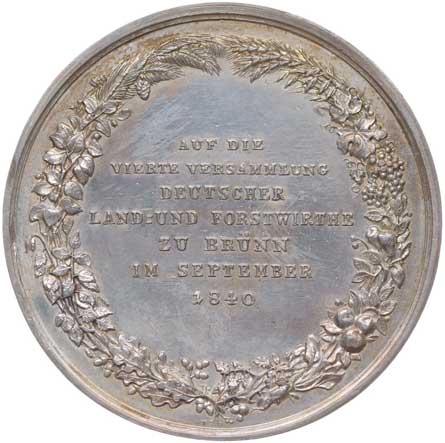 AUF DIE
VIERTE VERSAMMLUNG
DEUTSCHER
LAND-UND FORSTWIRTHE
ZU BRÜNN
IM SEPTEMBER
1840